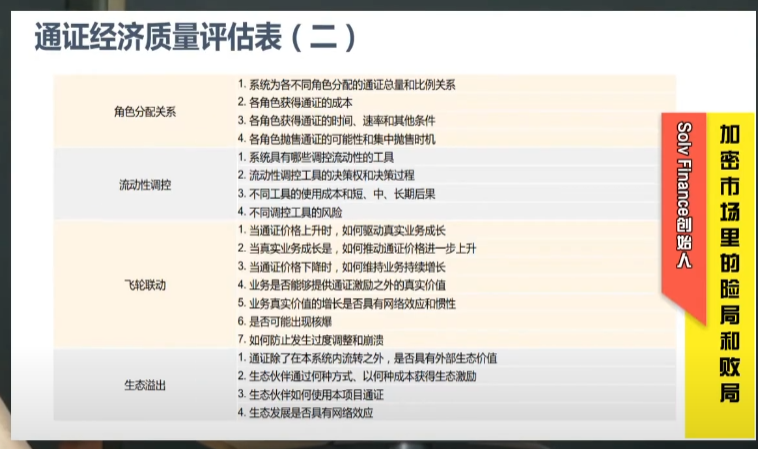 通证经济质量评估表（二）
角色分配关系
1. 系统为各不同角色分配的通证总量和比例关系
2. 各角色获得通证的成本
3. 各角色获得通证的时间、速率和其他条件
4. 各角色抛售通证的可能性和集中抛售时机
流动性调控
1. 系统具有哪些调控流动性的工具
2. 流动性调控工具的决策权和决策过程
3. 不同工具的使用成本和短、中、长期后果
4. 不同调控工具的风险
飞轮联动
1. 当通证价格上升时，如何驱动真实业务成长
2. 当真实业务成长是，如何推动通证价格进一步上升
3. 当通证价格下降时，如何维持业务持续增长
4. 业务是否能够提供通证激励之外的真实价值
5. 业务真实价值的增长是否具有网络效应和惯性
6. 是否可能出现核爆
7. 如何防止发生过度调整和崩溃
生态溢出
1. 通证除了在本系统内流转之外，是否具有外部生态价值
2. 生态伙伴通过何种方式、以何种成本获得生态激励
3. 生态伙伴如何使用本项目通证
4. 生态发展是否具有网络效应
加密市场里的险局和败局
Solv Finance创始人